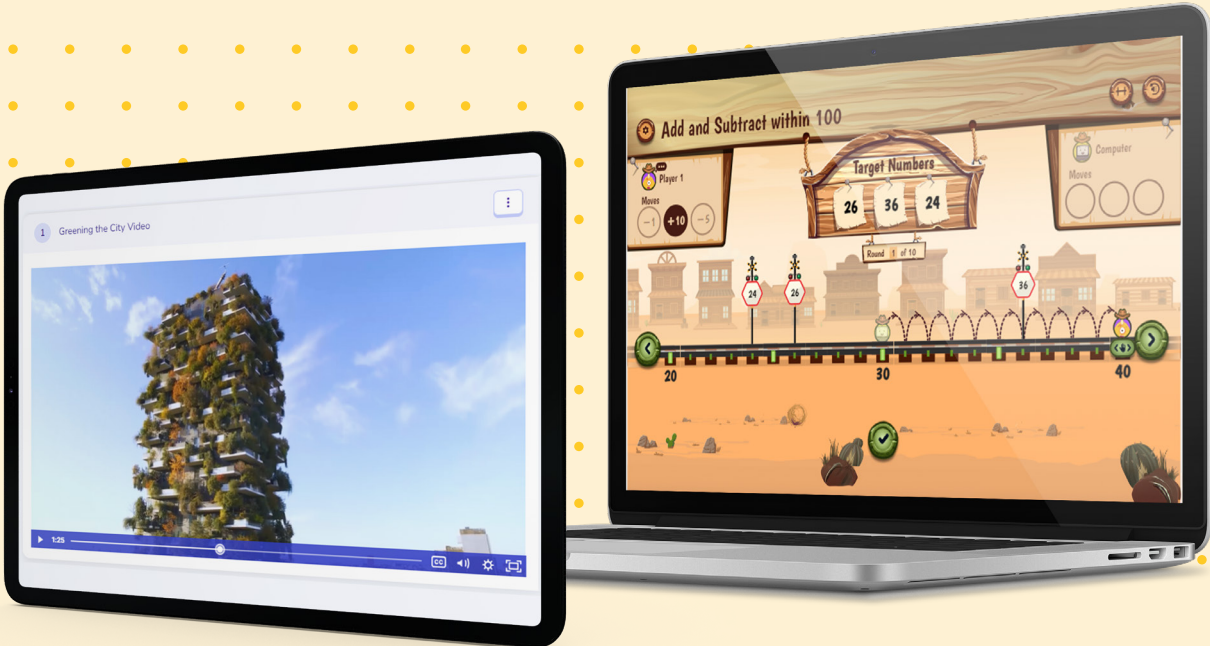 1 Greening the City Video
1:25
CC
Add and Subtract within 100
Target Numbers
26 36 24
Player 1
Moves
-1 +10 -5
Computer
Moves
Round 1 of 10
24 26 36
20 30 40